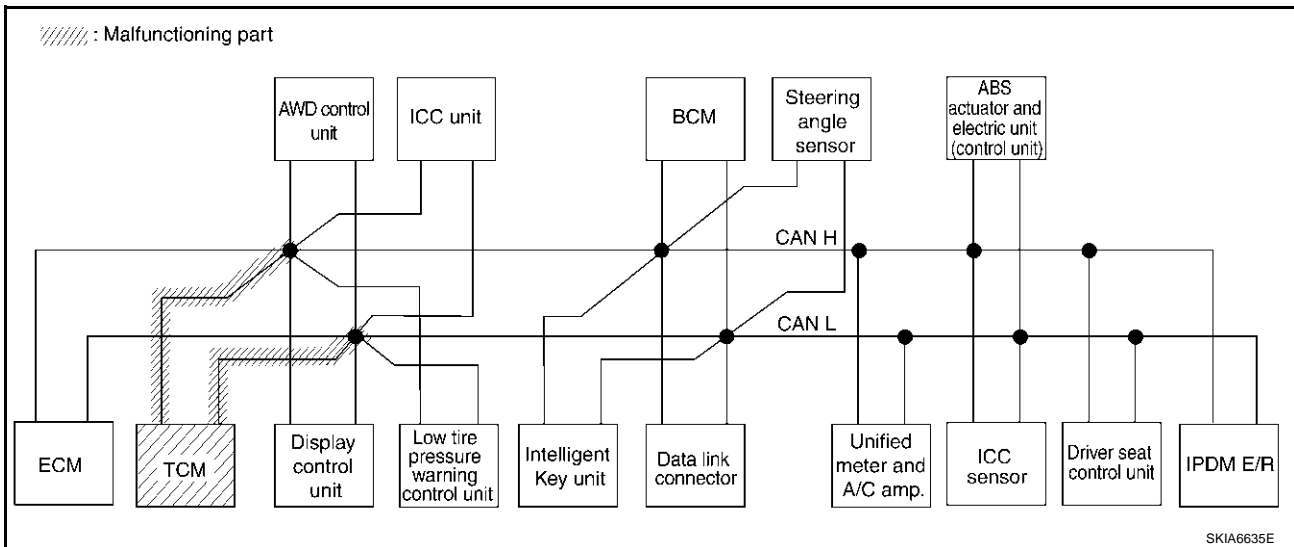 : Malfunctioning part
AWD control
unit
ICC unit
BCM
Steering
angle
sensor
ABS
actuator and
electric unit
(control unit)
CAN H
CAN L
ECM
TCM
Display
control
unit
Low tire
pressure
warning
control unit
Intelligent
Key unit
Data link
connector
Unified
meter and
A/C amp.
ICC
sensor
Driver seat
control unit
IPDM E/R
SKIA6635E